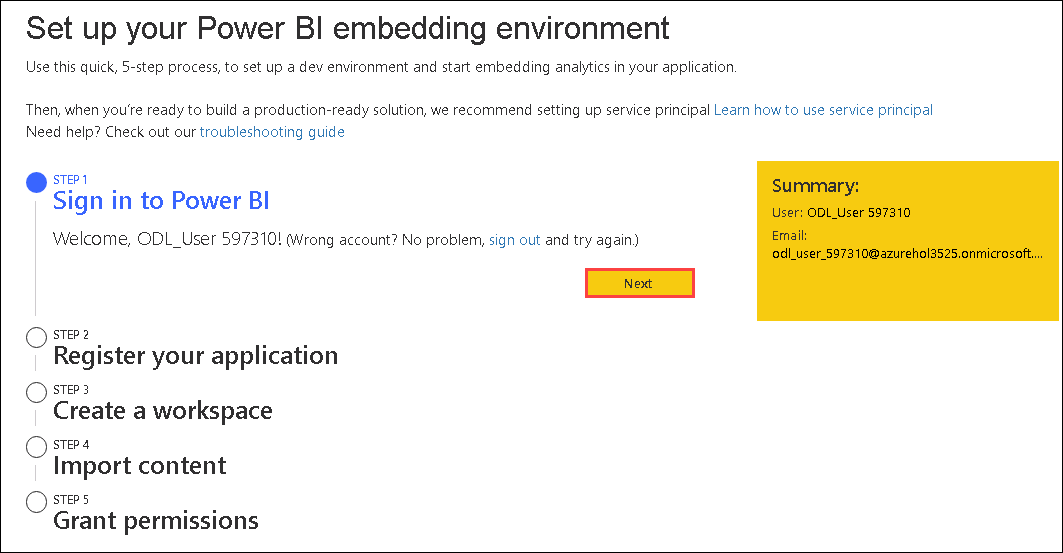 Set up your Power BI embedding environment
Use this quick, 5-step process, to set up a dev environment and start embedding analytics in your application.
Then, when you're ready to build a production-ready solution, we recommend setting up service principal Learn how to use service principal
Need help? Check out our troubleshooting guide
STEP 1
Sign in to Power BI
Welcome, ODL_User 597310! (Wrong account? No problem, sign out and try again.)
Next
Summary:
User: ODL_User 597310
Email:
odl_user_597310@azurehol3525.onmicrosoft....
STEP 2
Register your application
STEP 3
Create a workspace
STEP 4
Import content
STEP 5
Grant permissions